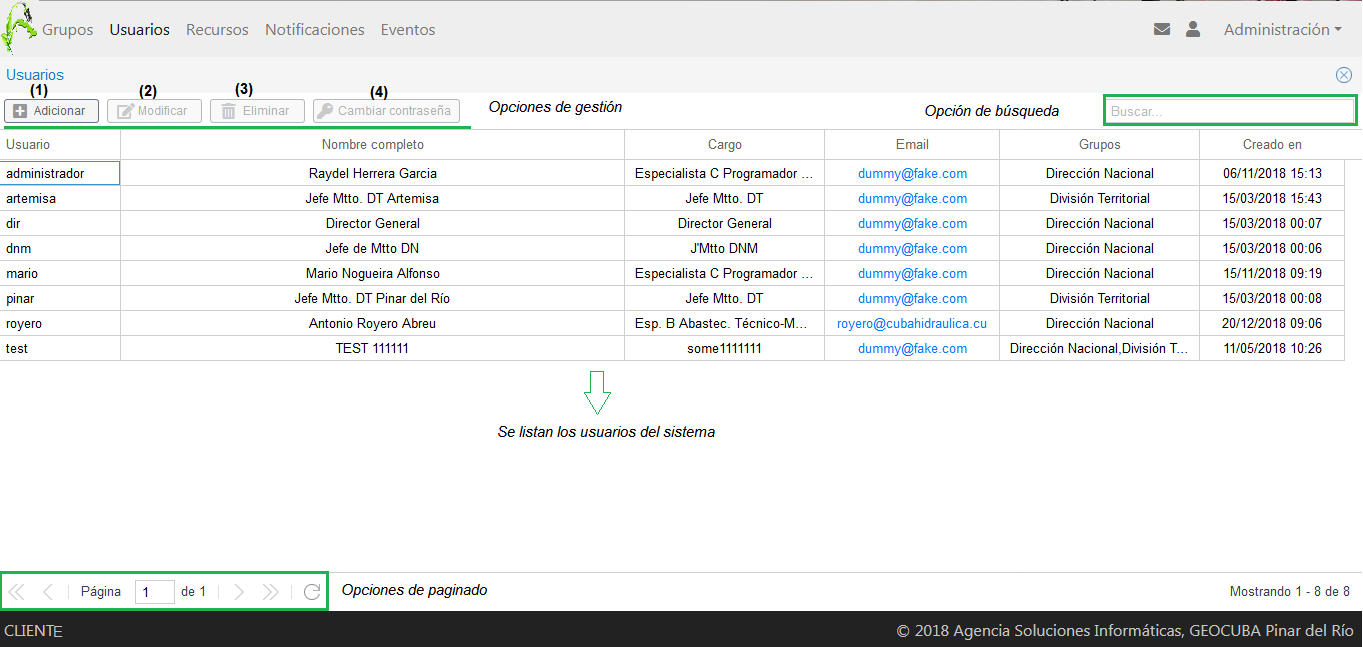 Grupos Usuarios Recursos Notificaciones Eventos Administración
Usuarios
(1) (2) (3) (4)
Adicionar Modificar Eliminar Cambiar contraseña Opciones de gestión Opción de búsqueda Buscar...
Usuario Nombre completo Cargo Email Grupos Creado en
administrador Raydel Herrera Garcia Especialista C Programador ... dummy@fake.com Dirección Nacional 06/11/2018 15:13
artemisa Jefe Mtto. DT Artemisa Jefe Mtto. DT dummy@fake.com División Territorial 15/03/2018 15:43
dir Director General Director General dummy@fake.com Dirección Nacional 15/03/2018 00:07
dnm Jefe de Mtto DN J'Mtto DNM dummy@fake.com Dirección Nacional 15/03/2018 00:06
mario Mario Nogueira Alfonso Especialista C Programador ... dummy@fake.com Dirección Nacional 15/11/2018 09:19
pinar Jefe Mtto. DT Pinar del Río Jefe Mtto. DT dummy@fake.com División Territorial 15/03/2018 00:08
royero Antonio Royero Abreu Esp. B Abastec. Técnico-M... royero@cubahidraulica.cu Dirección Nacional 20/12/2018 09:06
test TEST 111111 some1111111 dummy@fake.com Dirección Nacional,División T... 11/05/2018 10:26
Se listan los usuarios del sistema
Página 1 de 1 Opciones de paginado Mostrando 1 - 8 de 8
CLIENTE © 2018 Agencia Soluciones Informáticas, GEOCUBA Pinar del Río